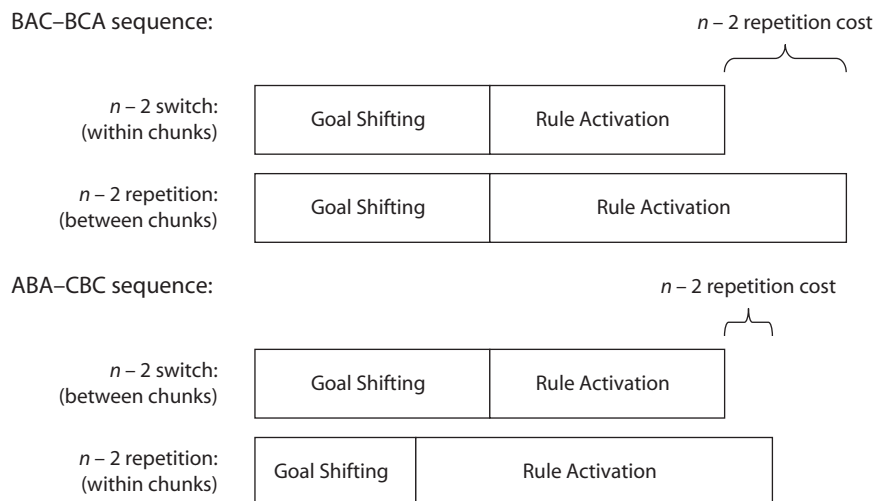 BAC–BCA sequence:
n – 2 repetition cost
n – 2 switch:
(within chunks)
Goal Shifting
Rule Activation
n – 2 repetition:
(between chunks)
Goal Shifting
Rule Activation
ABA–CBC sequence:
n – 2 repetition cost
n – 2 switch:
(between chunks)
Goal Shifting
Rule Activation
n – 2 repetition:
(within chunks)
Goal Shifting
Rule Activation